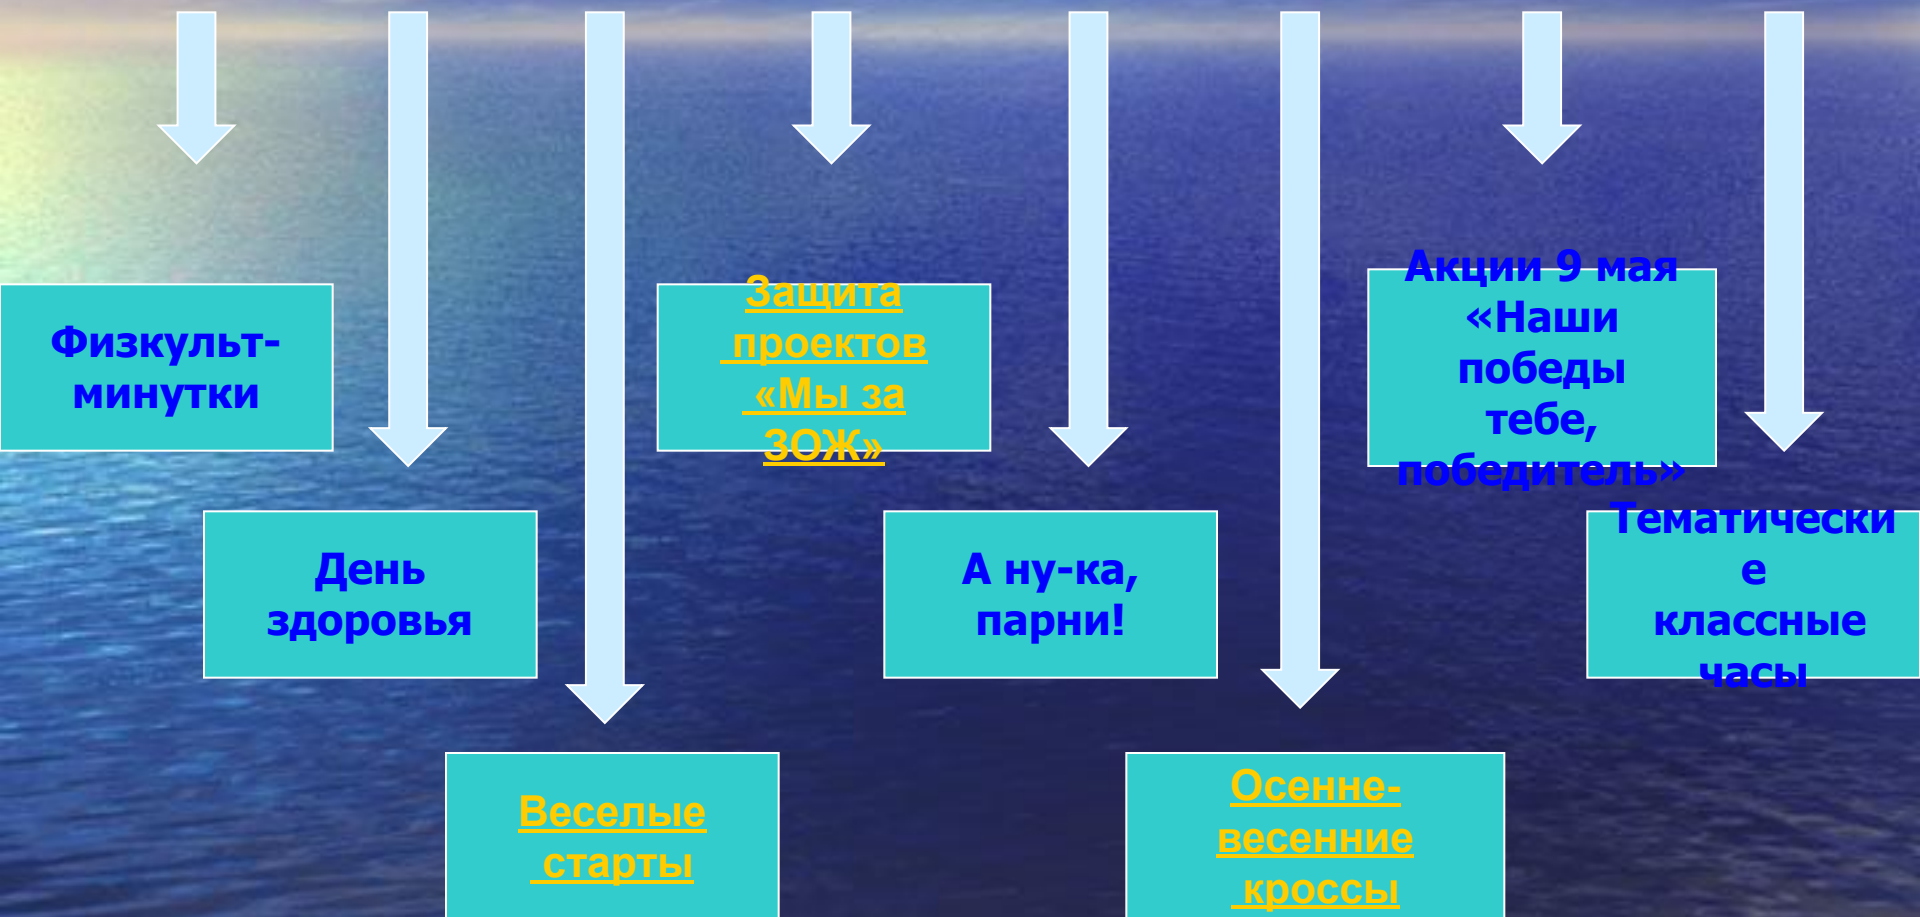 Физкульт-
минутки
День
здоровья
Веселые
старты
Защита
проектов
«Мы за
ЗОЖ»
А ну-ка,
парни!
Осенне-
весенние
кроссы
Акции 9 мая
«Наши
победы
тебе,
победитель»
Тематически
е
классные
часы